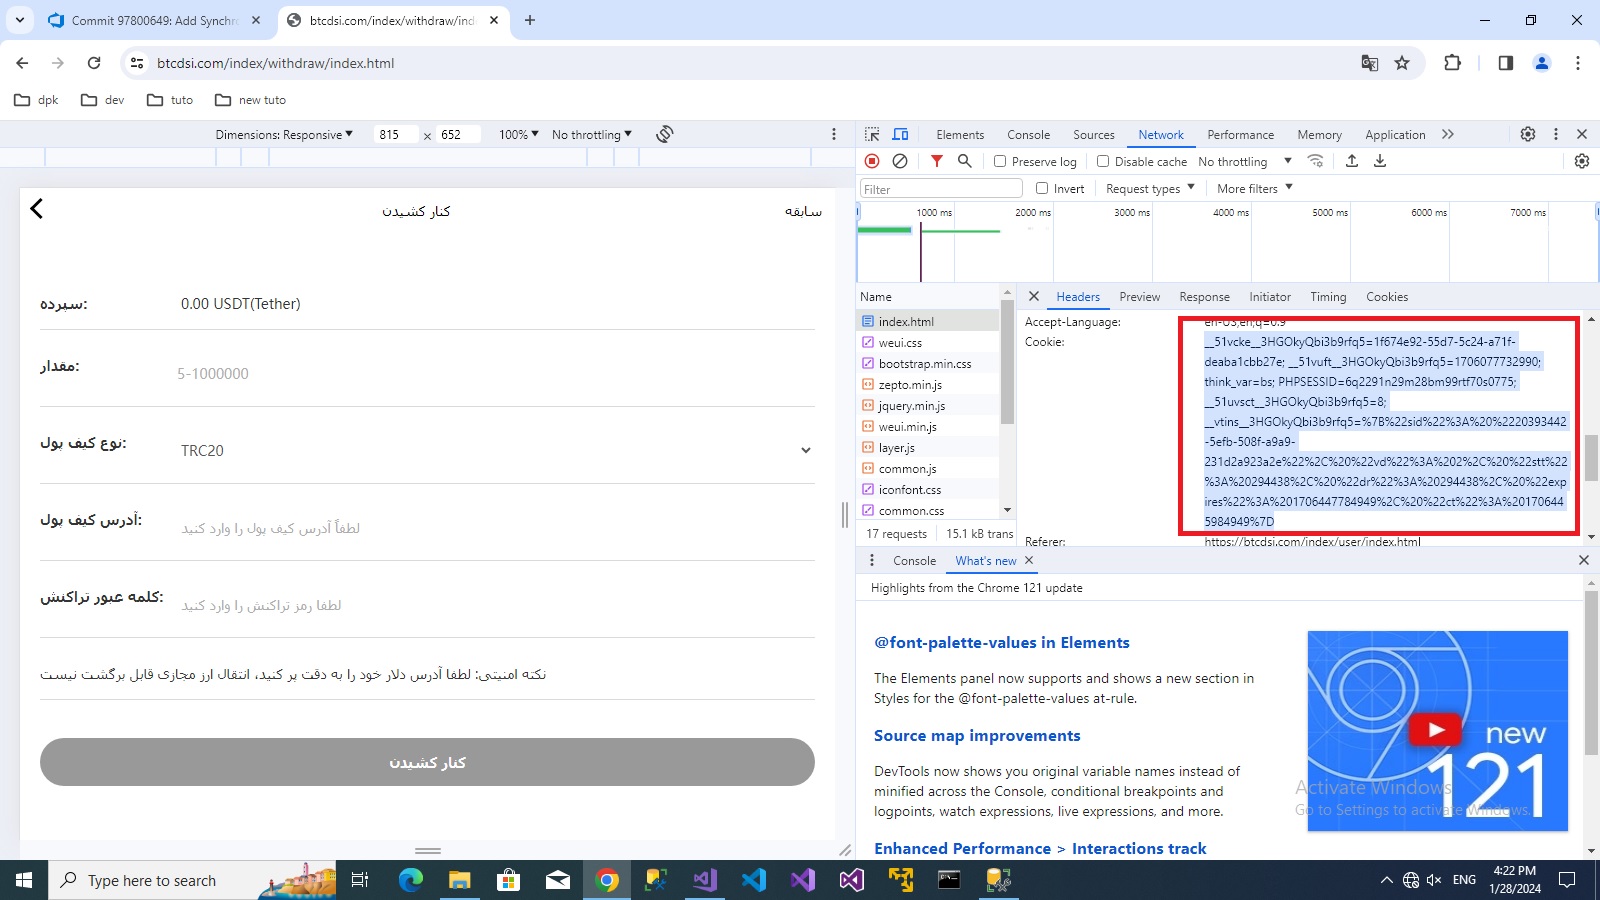 Commit 97800649: Add Synchro
btcdsi.com/index/withdraw/inde
btcdsi.com/index/withdraw/index.html
dpk
dev
tuto
new tuto
Dimensions: Responsive
815
×
652
100%
No throttling
سابقه
کنار کشیدن
سپرده:
0.00 USDT(Tether)
مقدار:
5-1000000
نوع کیف پول:
TRC20
آدرس کیف پول:
لطفاً آدرس کیف پول را وارد کنید
کلمه عبور تراکنش:
لطفا رمز تراکنش را وارد کنید
نکته امنیتی: لطفا آدرس دلار خود را به دقت پر کنید، انتقال ارز مجازی قابل برگشت نیست
کنار کشیدن
Elements
Console
Sources
Network
Performance
Memory
Application
Preserve log
Disable cache
No throttling
Filter
Invert
Request types
More filters
1000 ms
2000 ms
3000 ms
4000 ms
5000 ms
6000 ms
7000 ms
Name
index.html
weui.css
bootstrap.min.css
zepto.min.js
jquery.min.js
weui.min.js
layer.js
common.js
iconfont.css
common.css
17 requests
15.1 kB trans
Headers
Preview
Response
Initiator
Timing
Cookies
Accept-Language:
en-US,en;q=0.9
Cookie:
__51vcke__3HGOkyQbi3b9rfq5=1f674e92-55d7-5c24-a71f-
deaba1cbb27e; __51vuft__3HGOkyQbi3b9rfq5=1706077732990;
think_var=bs; PHPSESSID=6q2291n29m28bm99rtf70s0775;
__51uvsct__3HGOkyQbi3b9rfq5=8;
__vtins__3HGOkyQbi3b9rfq5=%7B%22sid%22%3A%20%2220393442
-5efb-508f-a9a9-
231d2a923a2e%22%2C%20%22vd%22%3A%202%2C%20%22stt%22
%3A%20294438%2C%20%22dr%22%3A%20294438%2C%20%22exp
ires%22%3A%201706447784949%2C%20%22ct%22%3A%20170644
5984949%7D
Referer:
https://btcdsi.com/index/user/index.html
Console
What's new
Highlights from the Chrome 121 update
@font-palette-values in Elements
The Elements panel now supports and shows a new section in
Styles for the @font-palette-values at-rule.
Source map improvements
DevTools now shows you original variable names instead of
minified across the Console, conditional breakpoints and
logpoints, watch expressions, live expressions, and more.
Enhanced Performance > Interactions track
new
121
Activate Windows
Go to Settings to activate Windows.
Type here to search
ENG
4:22 PM
1/28/2024